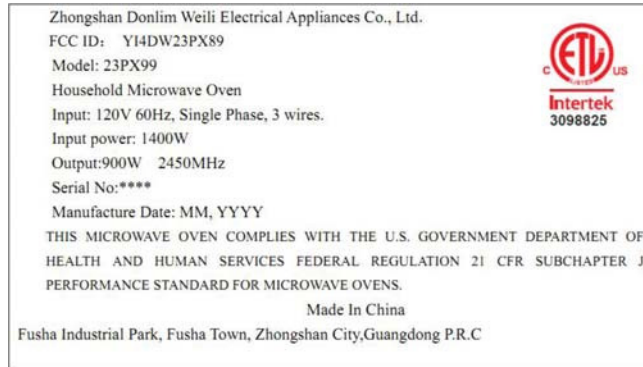 Zhongshan Donlim Weili Electrical Appliances Co., Ltd.
FCC ID: YI4DW23PX89
Model: 23PX99
Household Microwave Oven
Input: 120V 60Hz, Single Phase, 3 wires.
Input power: 1400W
Output:900W 2450MHz
Serial No:****
Manufacture Date: MM, YYYY
C ETL US
LISTED
Intertek
3098825
THIS MICROWAVE OVEN COMPLIES WITH THE U.S. GOVERNMENT DEPARTMENT OF
HEALTH AND HUMAN SERVICES FEDERAL REGULATION 21 CFR SUBCHAPTER J
PERFORMANCE STANDARD FOR MICROWAVE OVENS.
Made In China
Fusha Industrial Park, Fusha Town, Zhongshan City,Guangdong P.R.C